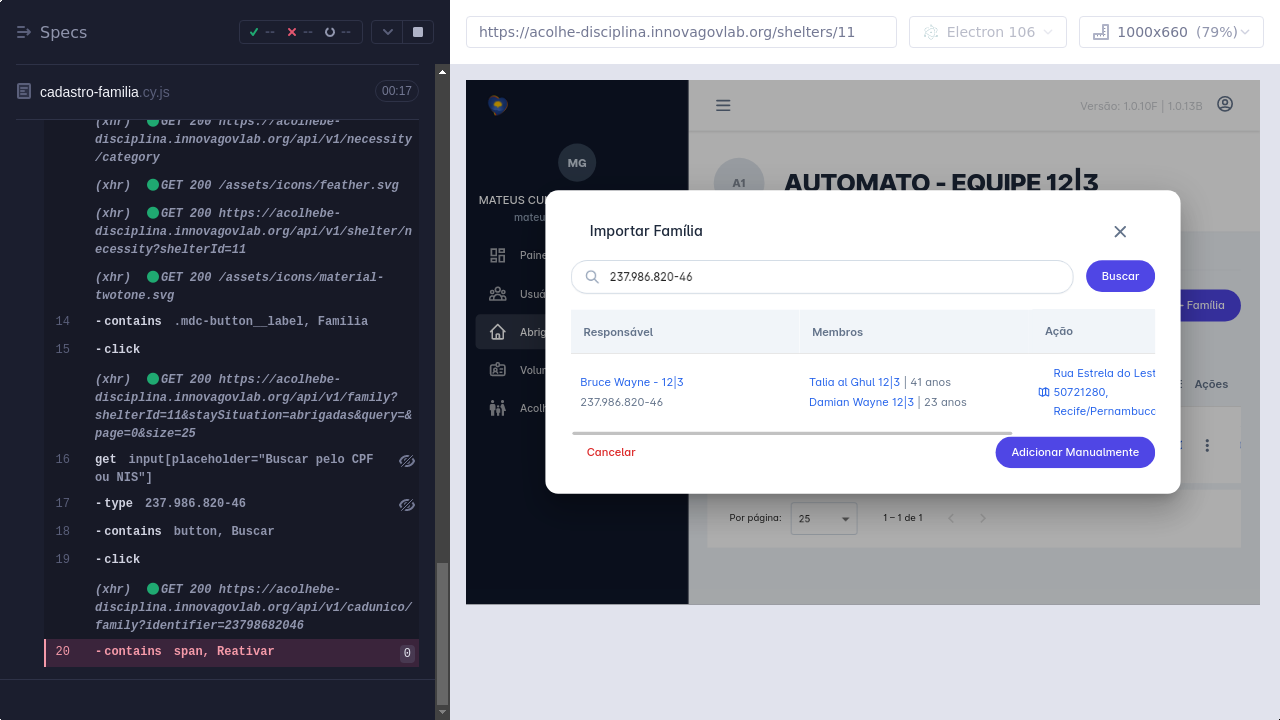 Specs
--
--
--
cadastro-familia.cy.js
00:17
(xhr) GET 200 https://acolhebe-
disciplina.innovagovlab.org/api/v1/necessity
/category
(xhr) GET 200 /assets/icons/feather.svg
(xhr) GET 200 https://acolhebe-
disciplina.innovagovlab.org/api/v1/shelter/n
ecessity?shelterId=11
(xhr) GET 200 /assets/icons/material-
twotone.svg
14 -contains .mdc-button__label, Família
15 -click
(xhr) GET 200 https://acolhebe-
disciplina.innovagovlab.org/api/v1/family?
shelterId=11&staySituation=abrigadas&query=&
page=0&size=25
16 get input[placeholder="Buscar pelo CPF
ou NIS"]
17 -type 237.986.820-46
18 -contains button, Buscar
19 -click
(xhr) GET 200 https://acolhebe-
disciplina.innovagovlab.org/api/v1/cadunico/
family?identifier=23798682046
20 -contains span, Reativar 0
https://acolhe-disciplina.innovagovlab.org/shelters/11
Electron 106
1000x660 (79%)
Versão: 1.0.10F | 1.0.13B
MG
MATEUS CU
mateu
Paine
Usuá
Abrig
Volun
Acolh
A1
AUTOMATO - EQUIPE 12|3
Família
Ações
Importar Família
237.986.820-46
Buscar
Responsável Membros Ação
Bruce Wayne - 12|3
237.986.820-46
Talia al Ghul 12|3 | 41 anos
Damian Wayne 12|3 | 23 anos
Rua Estrela do Lest
50721280,
Recife/Pernambuco
Cancelar
Adicionar Manualmente
Por página: 25 1 – 1 de 1